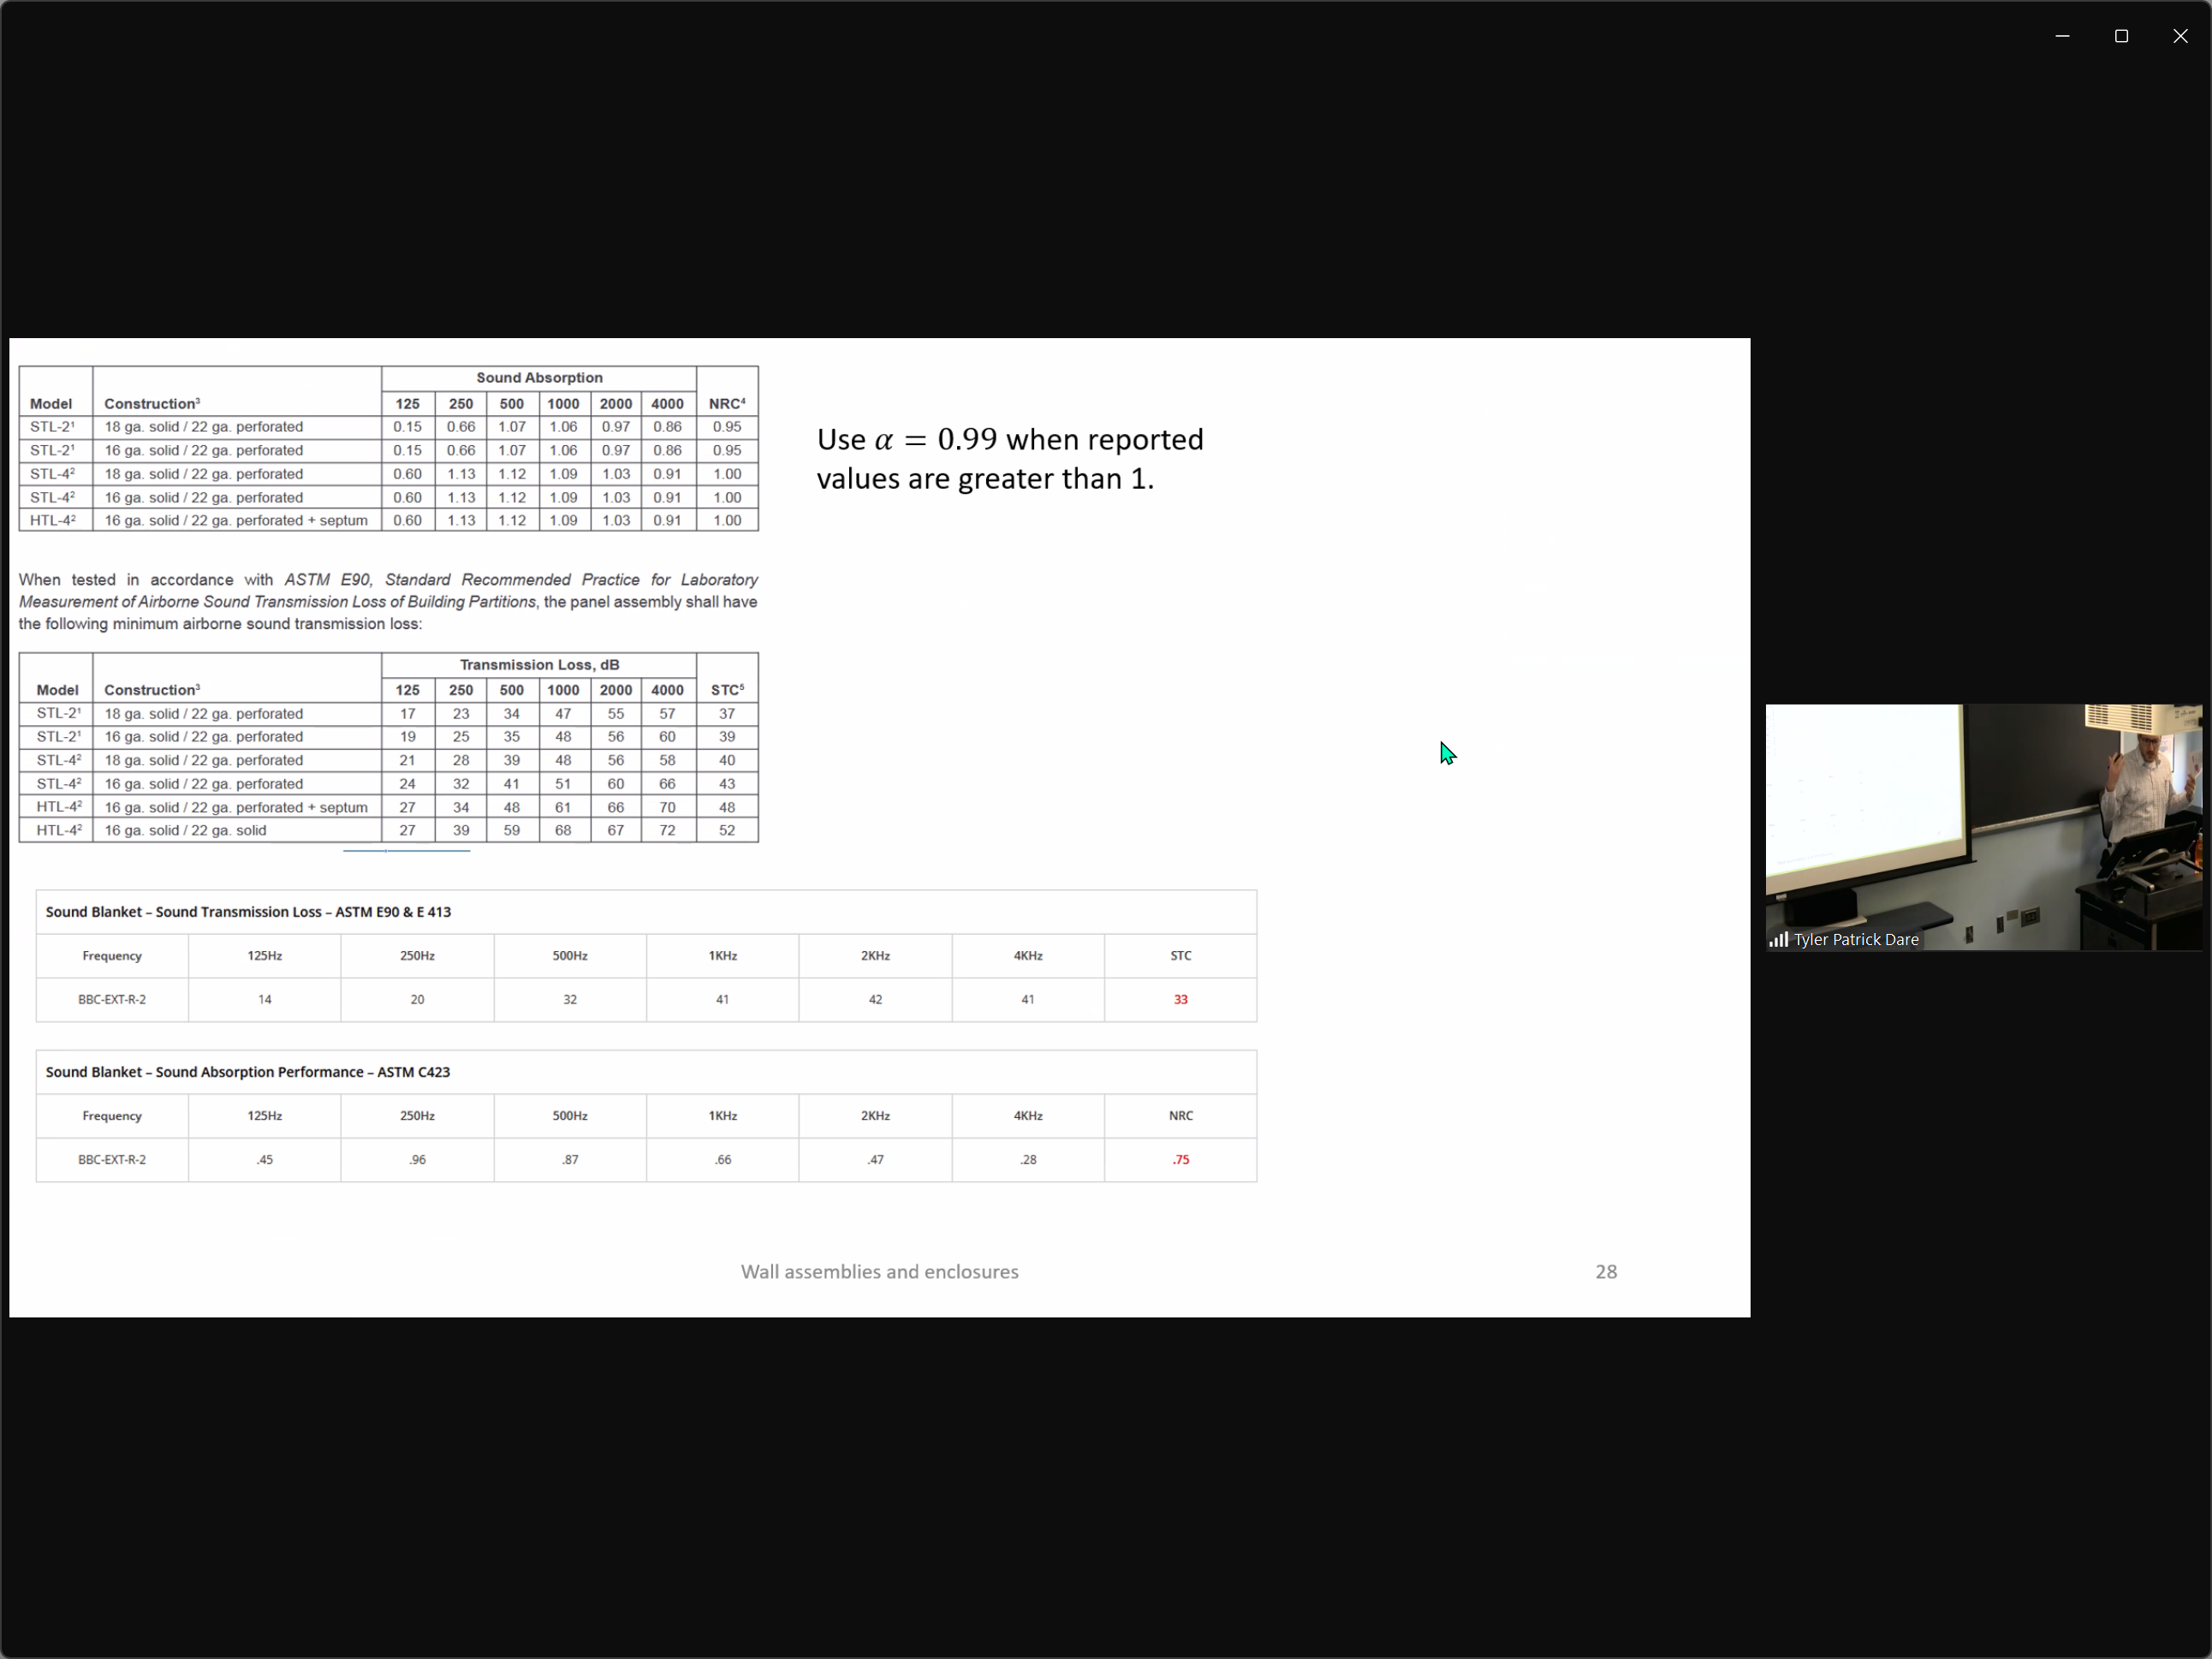 Sound Absorption
Model Construction³ 125 250 500 1000 2000 4000 NRC⁴
STL-2¹ 18 ga. solid / 22 ga. perforated 0.15 0.66 1.07 1.06 0.97 0.86 0.95
STL-2¹ 16 ga. solid / 22 ga. perforated 0.15 0.66 1.07 1.06 0.97 0.86 0.95
STL-4² 18 ga. solid / 22 ga. perforated 0.60 1.13 1.12 1.09 1.03 0.91 1.00
STL-4² 16 ga. solid / 22 ga. perforated 0.60 1.13 1.12 1.09 1.03 0.91 1.00
HTL-4² 16 ga. solid / 22 ga. perforated + septum 0.60 1.13 1.12 1.09 1.03 0.91 1.00
Use α = 0.99 when reported
values are greater than 1.
When tested in accordance with ASTM E90, Standard Recommended Practice for Laboratory
Measurement of Airborne Sound Transmission Loss of Building Partitions, the panel assembly shall have
the following minimum airborne sound transmission loss:
Transmission Loss, dB
Model Construction³ 125 250 500 1000 2000 4000 STC⁵
STL-2¹ 18 ga. solid / 22 ga. perforated 17 23 34 47 55 57 37
STL-2¹ 16 ga. solid / 22 ga. perforated 19 25 35 48 56 60 39
STL-4² 18 ga. solid / 22 ga. perforated 21 28 39 48 56 58 40
STL-4² 16 ga. solid / 22 ga. perforated 24 32 41 51 60 66 43
HTL-4² 16 ga. solid / 22 ga. perforated + septum 27 34 48 61 66 70 48
HTL-4² 16 ga. solid / 22 ga. solid 27 39 59 68 67 72 52
Sound Blanket – Sound Transmission Loss – ASTM E90 & E 413
Frequency 125Hz 250Hz 500Hz 1KHz 2KHz 4KHz STC
BBC-EXT-R-2 14 20 32 41 42 41 33
Sound Blanket – Sound Absorption Performance – ASTM C423
Frequency 125Hz 250Hz 500Hz 1KHz 2KHz 4KHz NRC
BBC-EXT-R-2 .45 .96 .87 .66 .47 .28 .75
Wall assemblies and enclosures 28
Tyler Patrick Dare